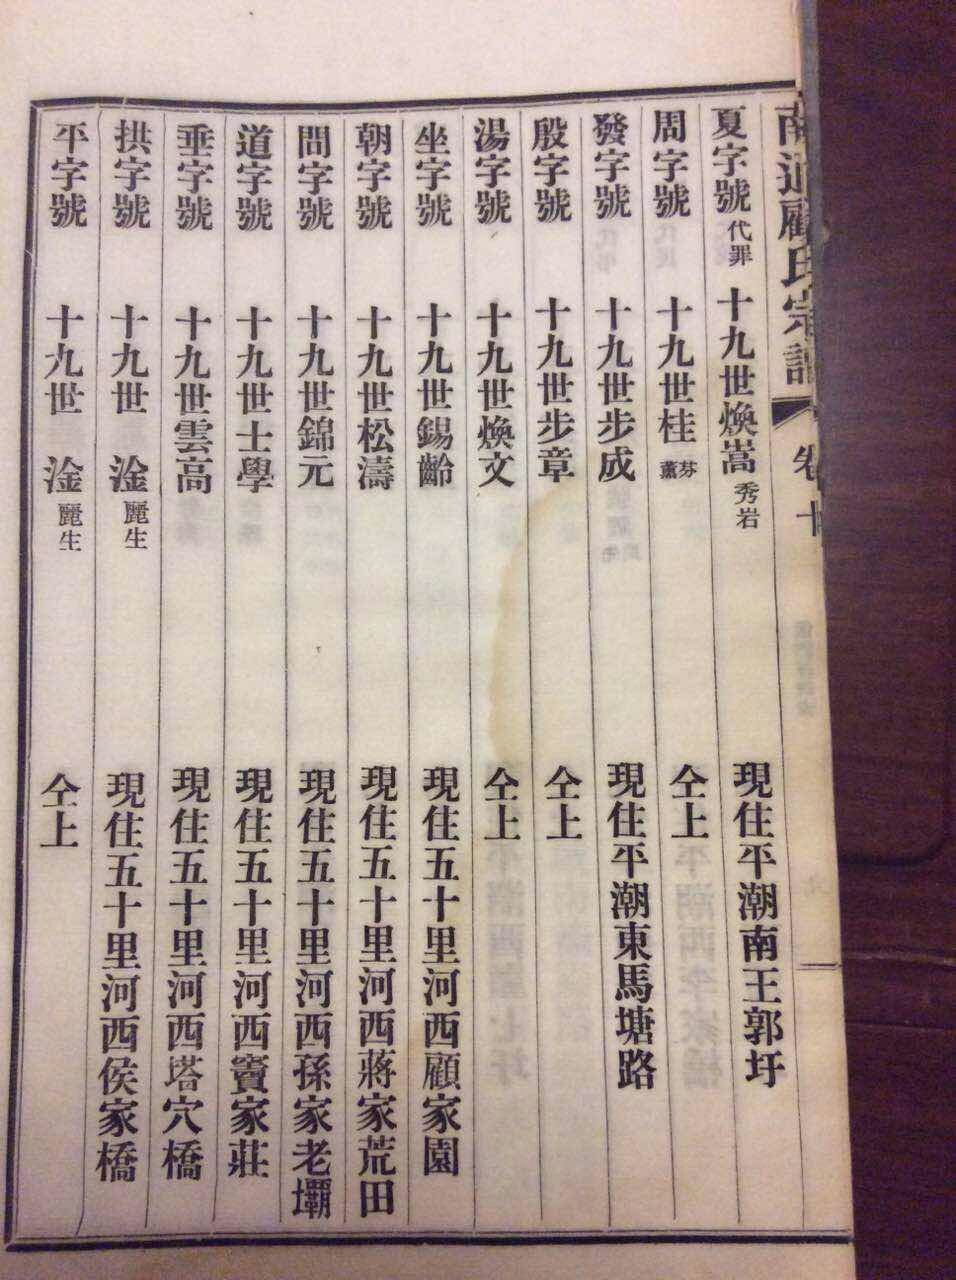 南通顧氏宗譜 卷十
夏字號 代罪 十九世煥嵩 秀岩 現住平潮南王郭圩
周字號 十九世桂 芬 薰 仝上
發字號 十九世步成 現住平潮東馬塘路
殷字號 十九世步章 仝上
湯字號 十九世煥文 仝上
坐字號 十九世錫齡 現住五十里河西顧家園
朝字號 十九世松濤 現住五十里河西蔣家荒田
問字號 十九世錦元 現住五十里河西孫家老壩
道字號 十九世士學 現住五十里河西竇家莊
垂字號 十九世雲高 現住五十里河西塔穴橋
拱字號 十九世 淦 麗生 現住五十里河西侯家橋
平字號 十九世 淦 麗生 仝上